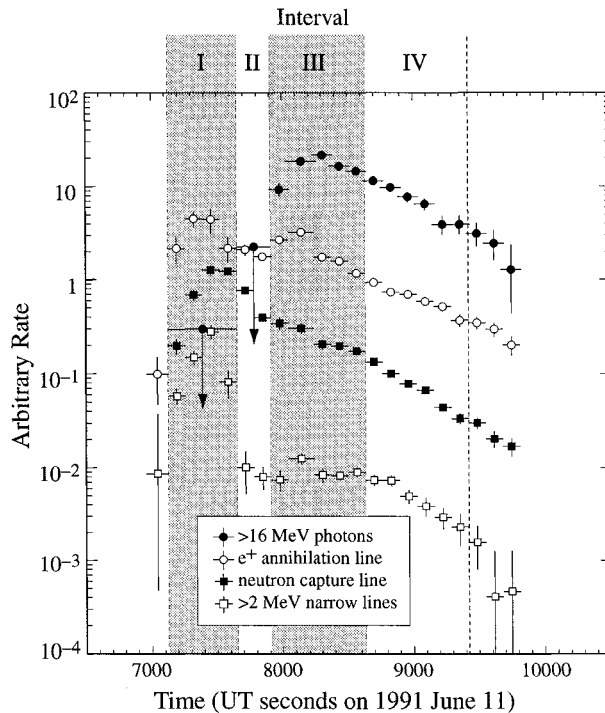 Interval
I II III IV
10²
10
1
10⁻¹
10⁻²
10⁻³
10⁻⁴
Arbitrary Rate
>16 MeV photons
e⁺ annihilation line
neutron capture line
>2 MeV narrow lines
7000 8000 9000 10000
Time (UT seconds on 1991 June 11)